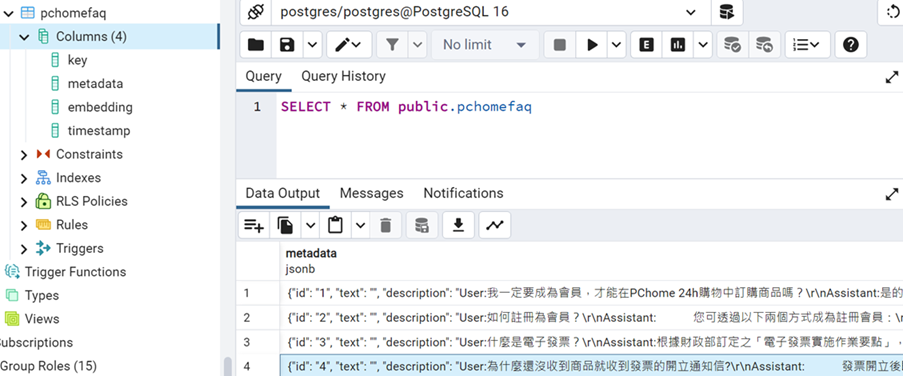 pchomefaq
Columns (4)
key
metadata
embedding
timestamp
Constraints
Indexes
RLS Policies
Rules
Triggers
Trigger Functions
Types
Views
ubscriptions
Group Roles (15)
postgres/postgres@PostgreSQL 16
No limit
E
Query
Query History
1 SELECT * FROM public.pchomefaq
Data Output
Messages
Notifications
metadata
jsonb
1 {"id": "1", "text": "", "description": "User:我一定要成為會員，才能在PChome 24h購物中訂購商品嗎？\r\nAssistant:是的
2 {"id": "2", "text": "", "description": "User:如何註冊為會員？\r\nAssistant: 您可透過以下兩個方式成為註冊會員：\r
3 {"id": "3", "text": "", "description": "User:什麼是電子發票？\r\nAssistant:根據財政部訂定之「電子發票實施作業要點」，
4 {"id": "4", "text": "", "description": "User:為什麼還沒收到商品就收到發票的開立通知信?\r\nAssistant: 發票開立後